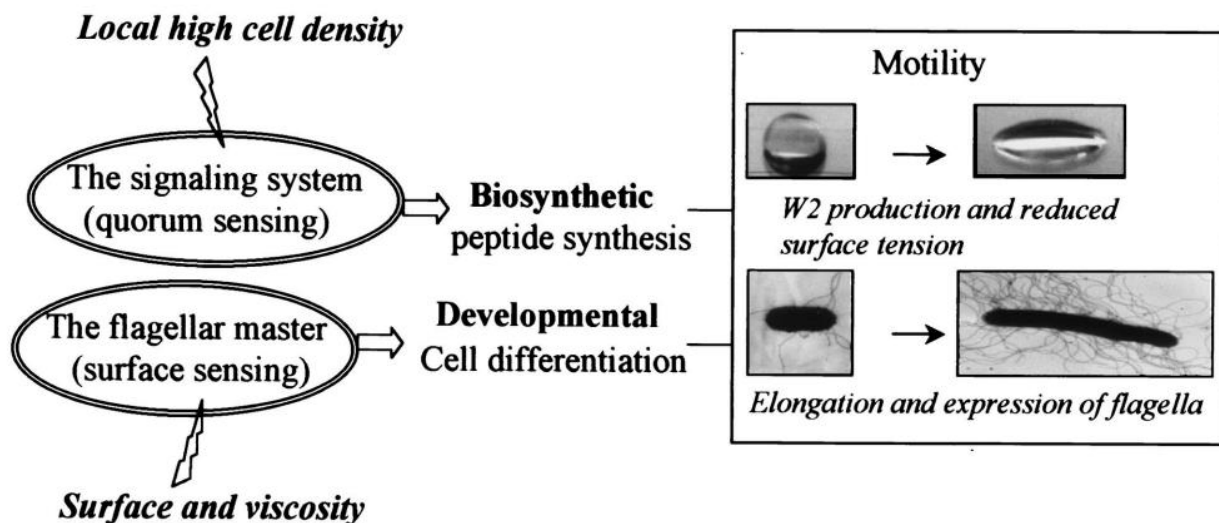 Local high cell density
The signaling system
(quorum sensing)
Biosynthetic
peptide synthesis
The flagellar master
(surface sensing)
Developmental
Cell differentiation
Surface and viscosity
Motility
W2 production and reduced
surface tension
Elongation and expression of flagella